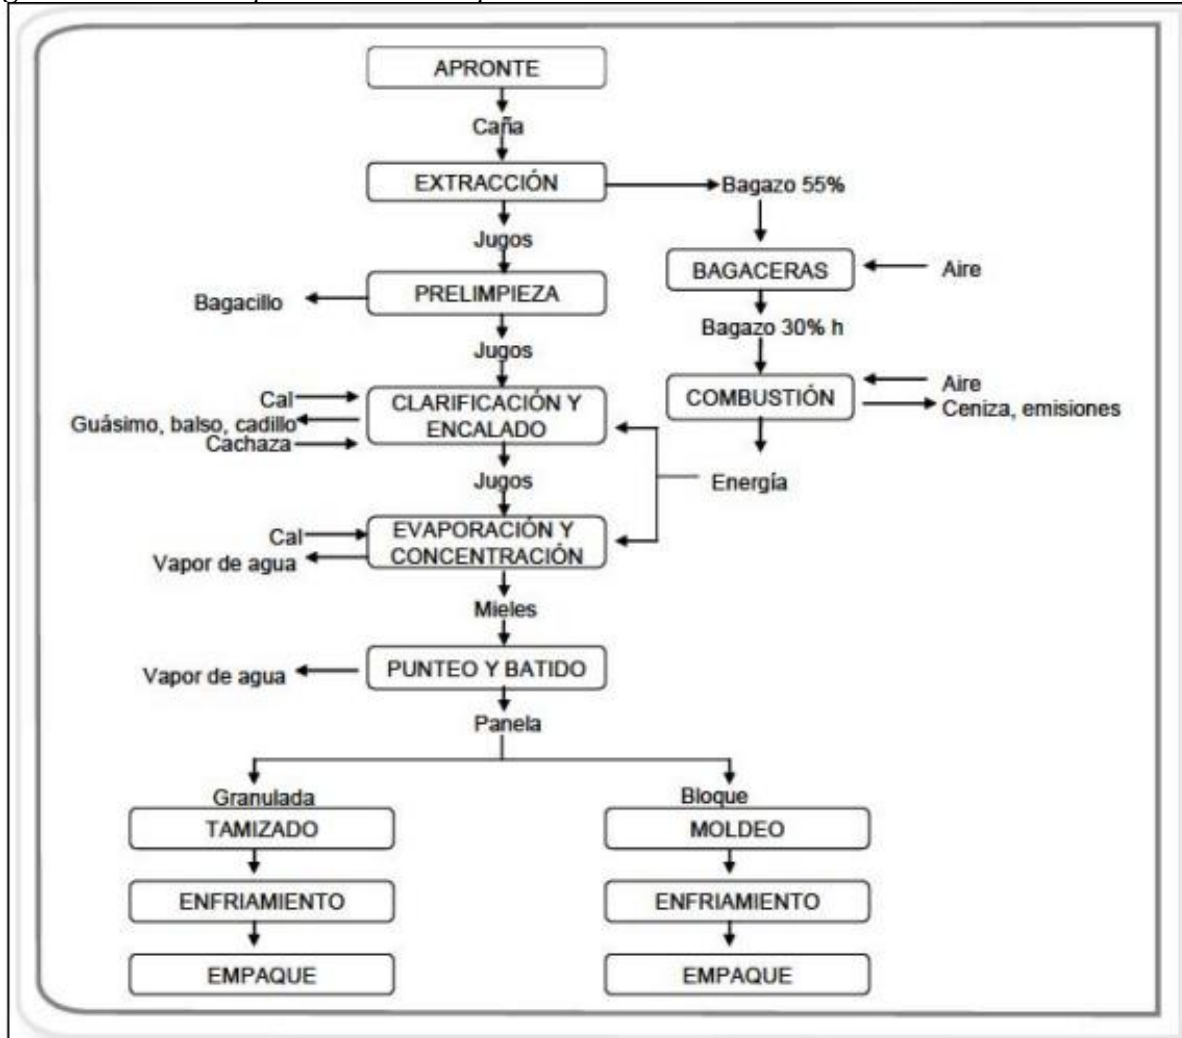 APRONTE
Caña
EXTRACCIÓN
Bagazo 55%
Jugos
BAGACERAS
Aire
PRELIMPIEZA
Bagacillo
Bagazo 30% h
Jugos
COMBUSTIÓN
Aire
Ceniza, emisiones
Cal
CLARIFICACIÓN Y
Guásimo, balso, cadillo
ENCALADO
Cachaza
Jugos
Energía
Cal
EVAPORACIÓN Y
CONCENTRACIÓN
Vapor de agua
Mieles
PUNTEO Y BATIDO
Vapor de agua
Panela
Granulada
Bloque
TAMIZADO
MOLDEO
ENFRIAMIENTO
ENFRIAMIENTO
EMPAQUE
EMPAQUE